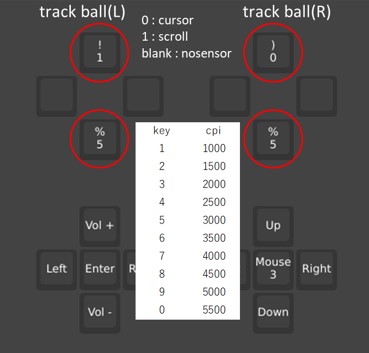 track ball(L)
track ball(R)
0 : cursor
1 : scroll
blank : nosensor
!
1
)
0
%
5
%
5
key cpi
1 1000
2 1500
3 2000
4 2500
5 3000
6 3500
7 4000
8 4500
9 5000
0 5500
Vol +
Up
Left
Enter
R
Mouse
3
Right
Vol -
Down